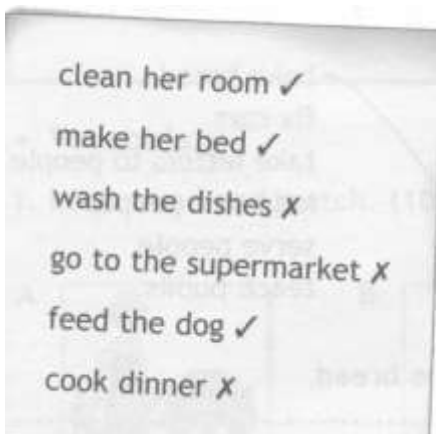 clean her room ✓
make her bed ✓
wash the dishes ✗
go to the supermarket ✗
feed the dog ✓
cook dinner ✗